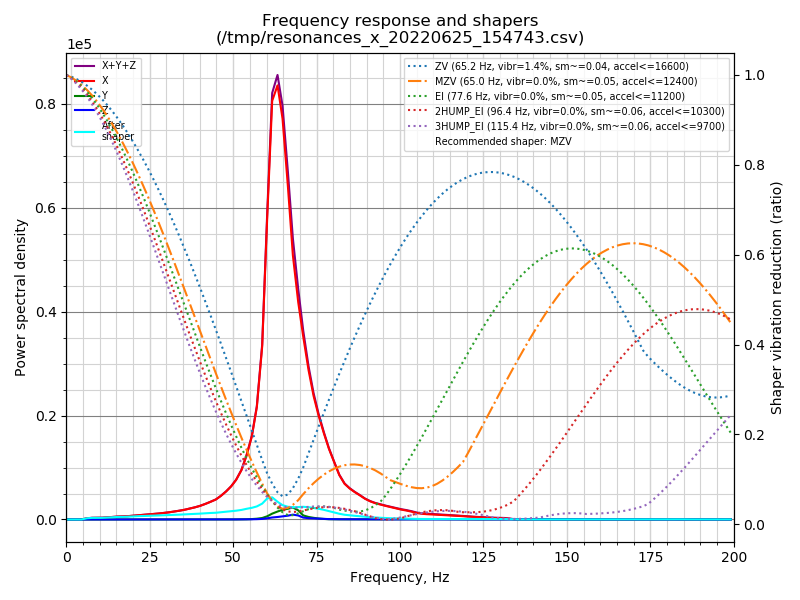 Frequency response and shapers
(/tmp/resonances_x_20220625_154743.csv)
1e5
X+Y+Z
X
Y
Z
After
shaper
ZV (65.2 Hz, vibr=1.4%, sm~=0.04, accel<=16600)
MZV (65.0 Hz, vibr=0.0%, sm~=0.05, accel<=12400)
EI (77.6 Hz, vibr=0.0%, sm~=0.05, accel<=11200)
2HUMP_EI (96.4 Hz, vibr=0.0%, sm~=0.06, accel<=10300)
3HUMP_EI (115.4 Hz, vibr=0.0%, sm~=0.06, accel<=9700)
Recommended shaper: MZV
Power spectral density
0.8
0.6
0.4
0.2
0.0
1.0
0.8
0.6
0.4
0.2
0.0
Shaper vibration reduction (ratio)
0 25 50 75 100 125 150 175 200
Frequency, Hz